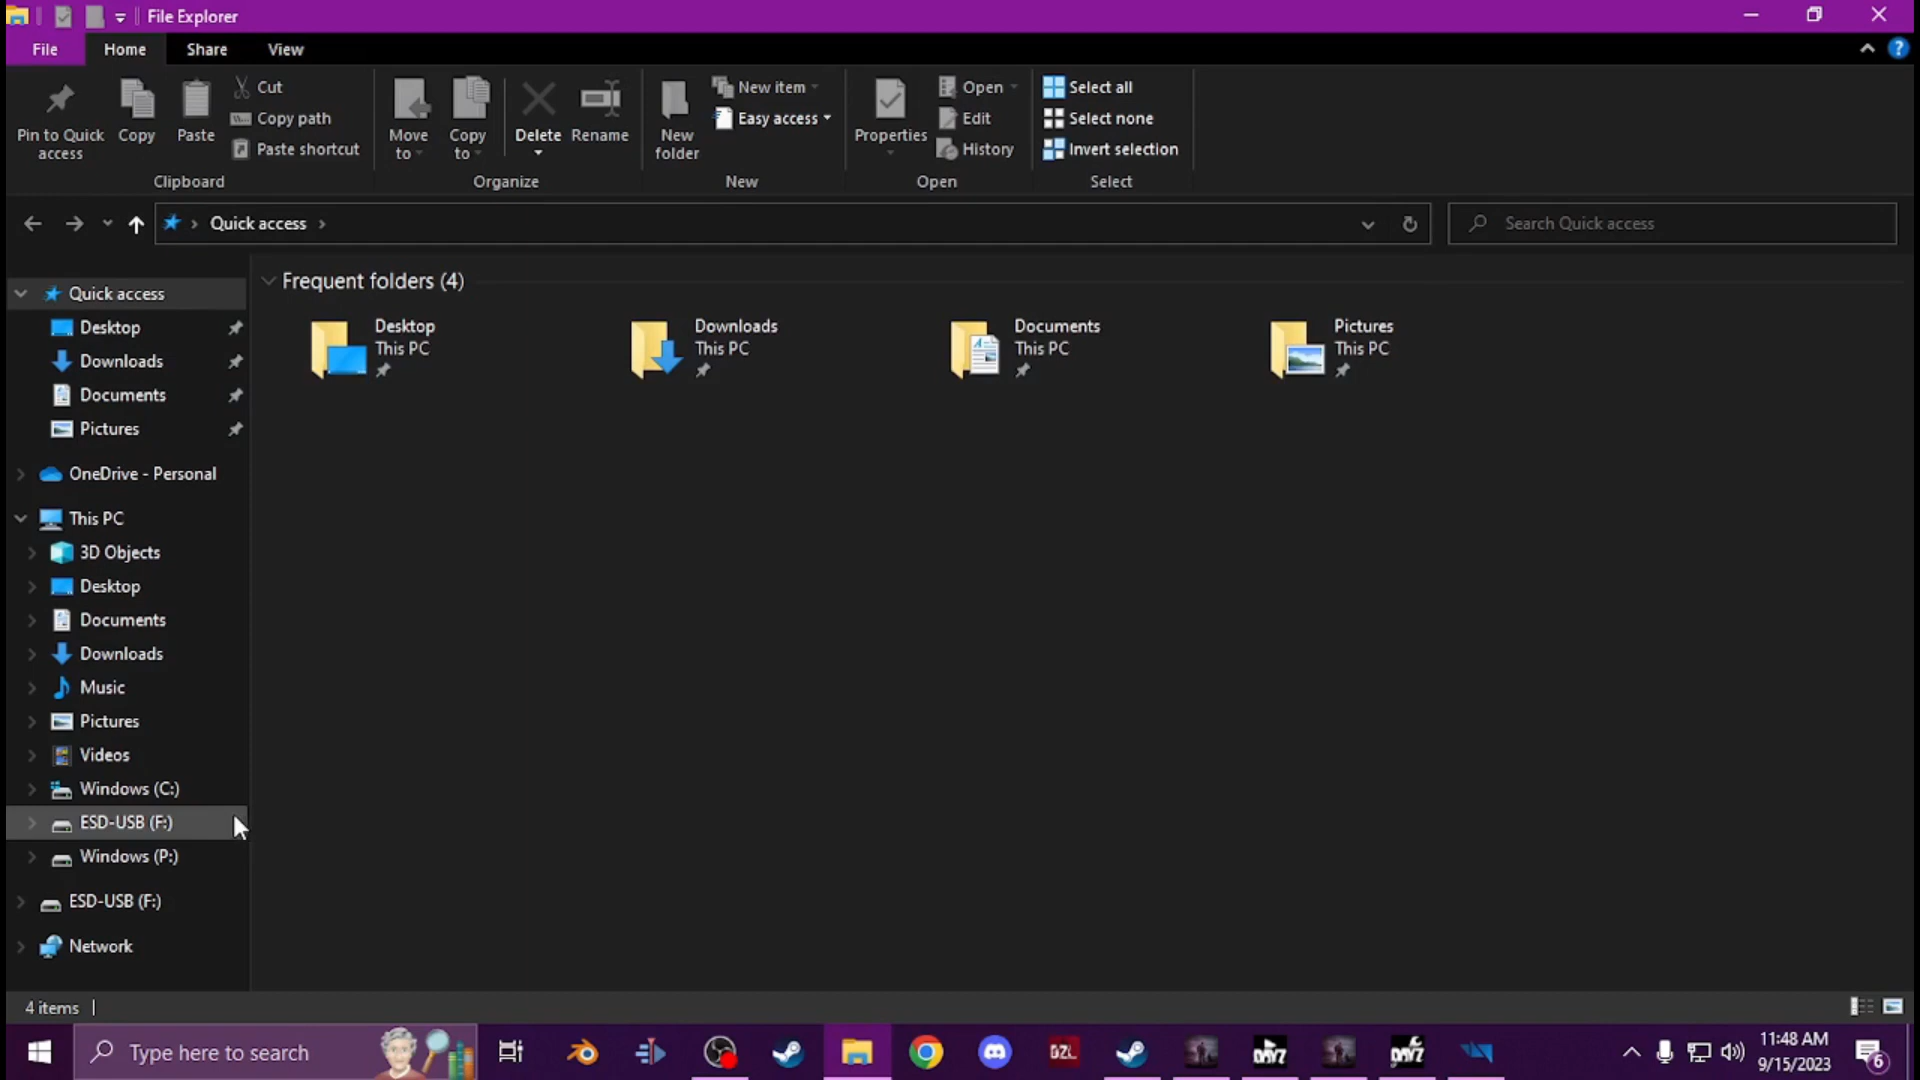 File Explorer
File Home Share View
Pin to Quick access
Copy
Paste
Cut
Copy path
Paste shortcut
Clipboard
Move to
Copy to
Delete
Rename
Organize
New folder
New item
Easy access
New
Properties
Open
Edit
History
Open
Select all
Select none
Invert selection
Select
Quick access
Search Quick access
Quick access
Desktop
Downloads
Documents
Pictures
OneDrive - Personal
This PC
3D Objects
Desktop
Documents
Downloads
Music
Pictures
Videos
Windows (C:)
ESD-USB (F:)
Windows (P:)
ESD-USB (F:)
Network
Frequent folders (4)
Desktop
This PC
Downloads
This PC
Documents
This PC
Pictures
This PC
4 items
Type here to search
DZL
DAYZ
DAYZ
11:48 AM
9/15/2023
6